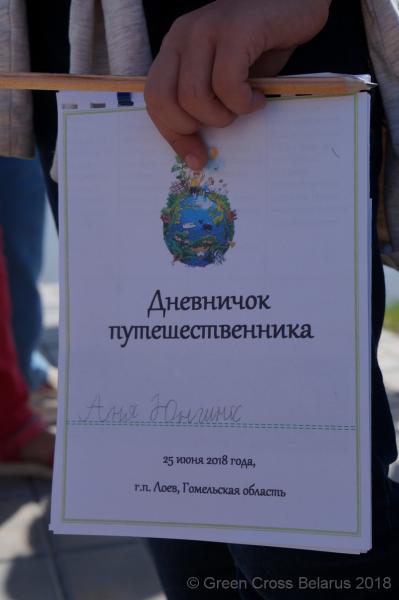 Дневничок
путешественника
Аня
25 июня 2018 года,
г.п. Лоев, Гомельская область
© Green Cross Belarus 2018